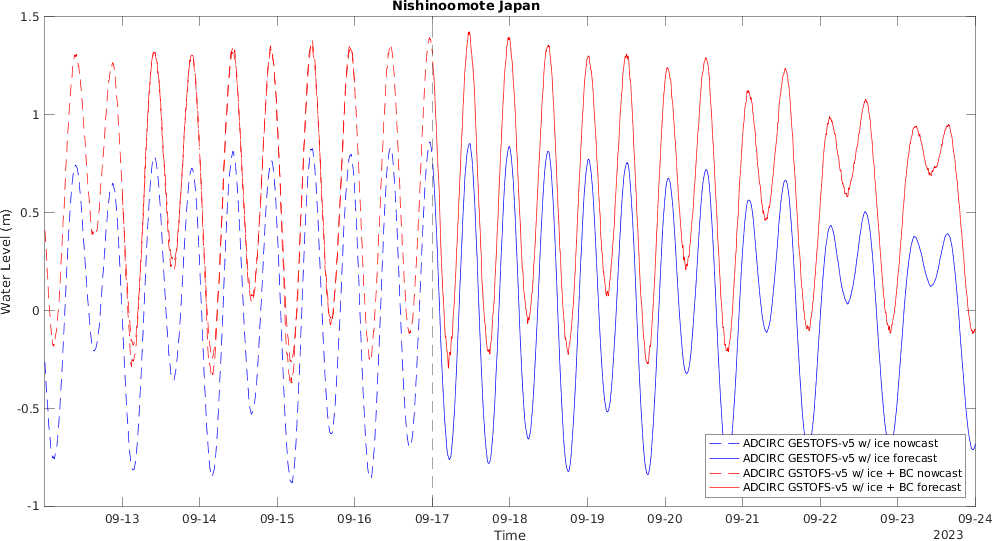 Nishinoomote Japan
1.5
1
0.5
0
-0.5
-1
Water Level (m)
09-13 09-14 09-15 09-16 09-17 09-18 09-19 09-20 09-21 09-22 09-23 09-24
Time
2023
ADCIRC GESTOFS-v5 w/ ice nowcast
ADCIRC GESTOFS-v5 w/ ice forecast
ADCIRC GSTOFS-v5 w/ ice + BC nowcast
ADCIRC GSTOFS-v5 w/ ice + BC forecast